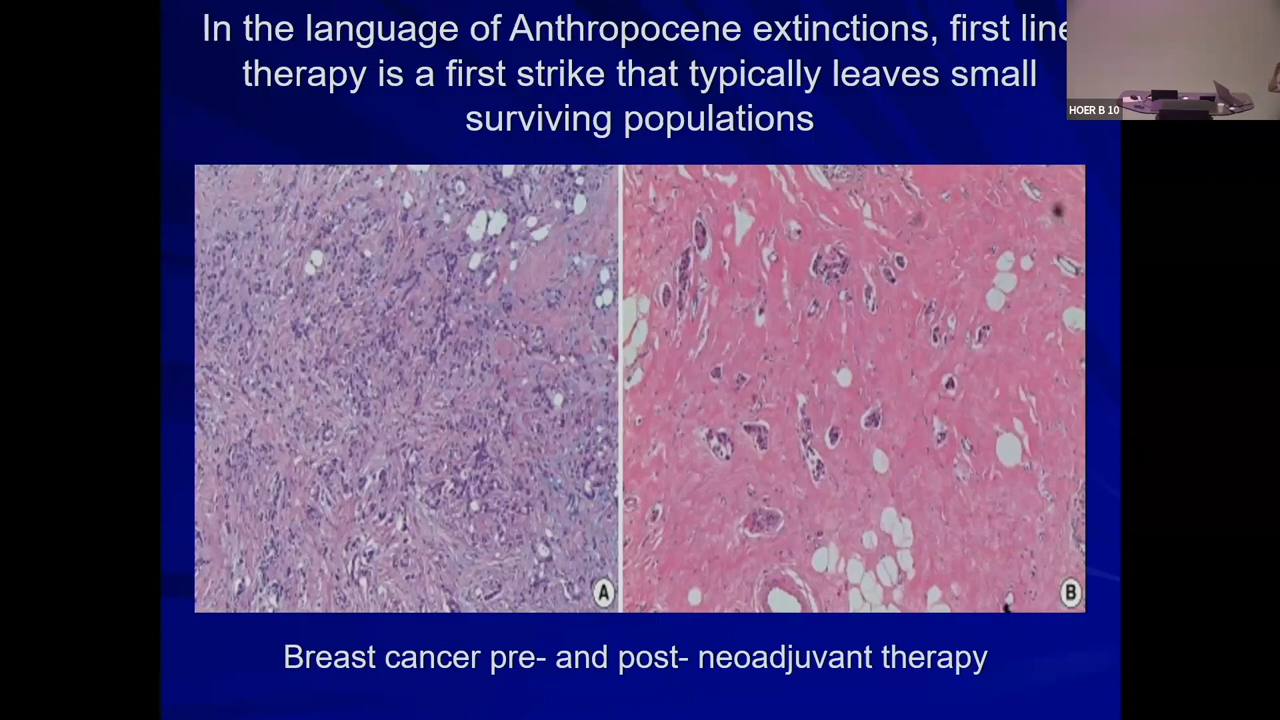 In the language of Anthropocene extinctions, first line
therapy is a first strike that typically leaves small
surviving populations
HOER B 10
A
B
Breast cancer pre- and post- neoadjuvant therapy